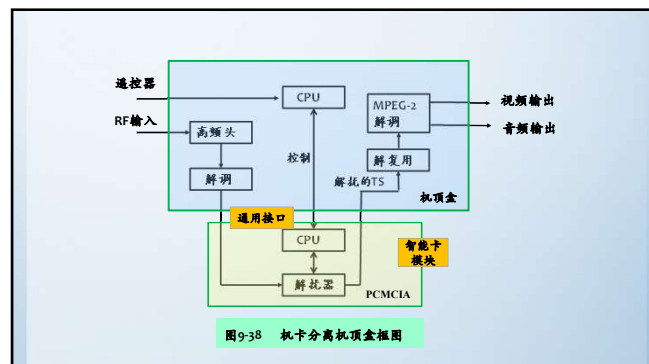 遥控器
CPU
MPEG-2
解调
视频输出
音频输出
RF输入
高频头
控制
解复用
解调
解扰的TS
机顶盒
通用接口
CPU
智能卡
模块
解扰器
PCMCIA
图9-38 机卡分离机顶盒框图